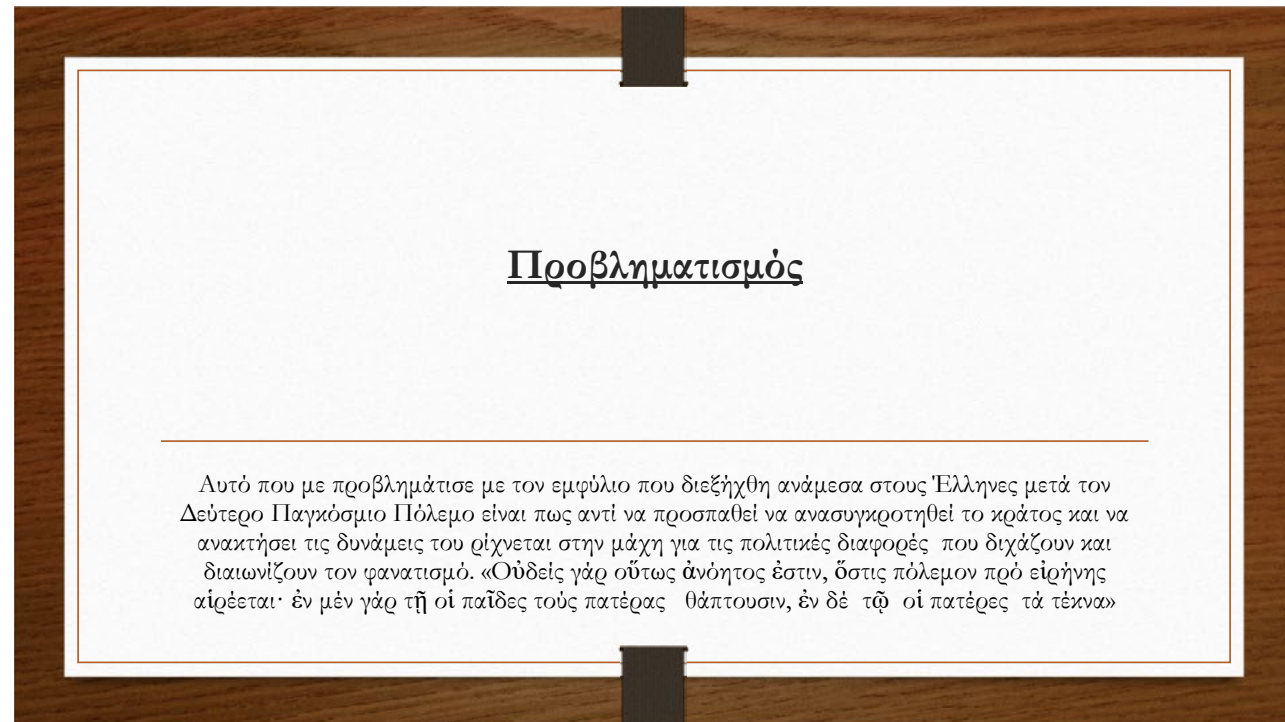 Προβληματισμός
Αυτό που με προβλημάτισε με τον εμφύλιο που διεξήχθη ανάμεσα στους Έλληνες μετά τον
Δεύτερο Παγκόσμιο Πόλεμο είναι πως αντί να προσπαθεί να ανασυγκροτηθεί το κράτος και να
ανακτήσει τις δυνάμεις του ρίχνεται στην μάχη για τις πολιτικές διαφορές που διχάζουν και
διαιωνίζουν τον φανατισμό. «Οὐδείς γάρ οὕτως ἀνόητος ἐστιν, ὅστις πόλεμον πρό εἰρήνης
αἱρέεται· ἐν μέν γάρ τῇ οἱ παῖδες τούς πατέρας θάπτουσιν, ἐν δέ τῷ οἱ πατέρες τά τέκνα»